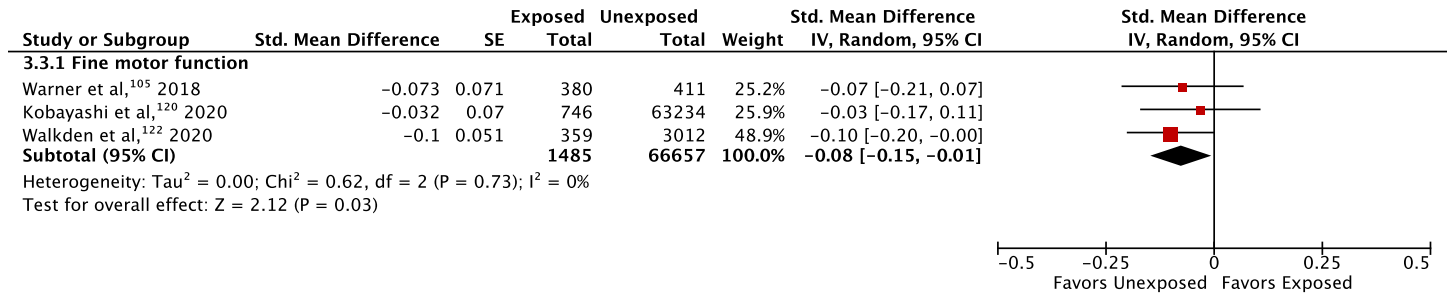 Exposed Unexposed Std. Mean Difference Std. Mean Difference
Study or Subgroup Std. Mean Difference SE Total Total Weight IV, Random, 95% CI IV, Random, 95% CI
3.3.1 Fine motor function
Warner et al,¹⁰⁵ 2018 −0.073 0.071 380 411 25.2% −0.07 [−0.21, 0.07]
Kobayashi et al,¹²⁰ 2020 −0.032 0.07 746 63234 25.9% −0.03 [−0.17, 0.11]
Walkden et al,¹²² 2020 −0.1 0.051 359 3012 48.9% −0.10 [−0.20, −0.00]
Subtotal (95% CI) 1485 66657 100.0% −0.08 [−0.15, −0.01]
Heterogeneity: Tau² = 0.00; Chi² = 0.62, df = 2 (P = 0.73); I² = 0%
Test for overall effect: Z = 2.12 (P = 0.03)
−0.5 −0.25 0 0.25 0.5
Favors Unexposed Favors Exposed